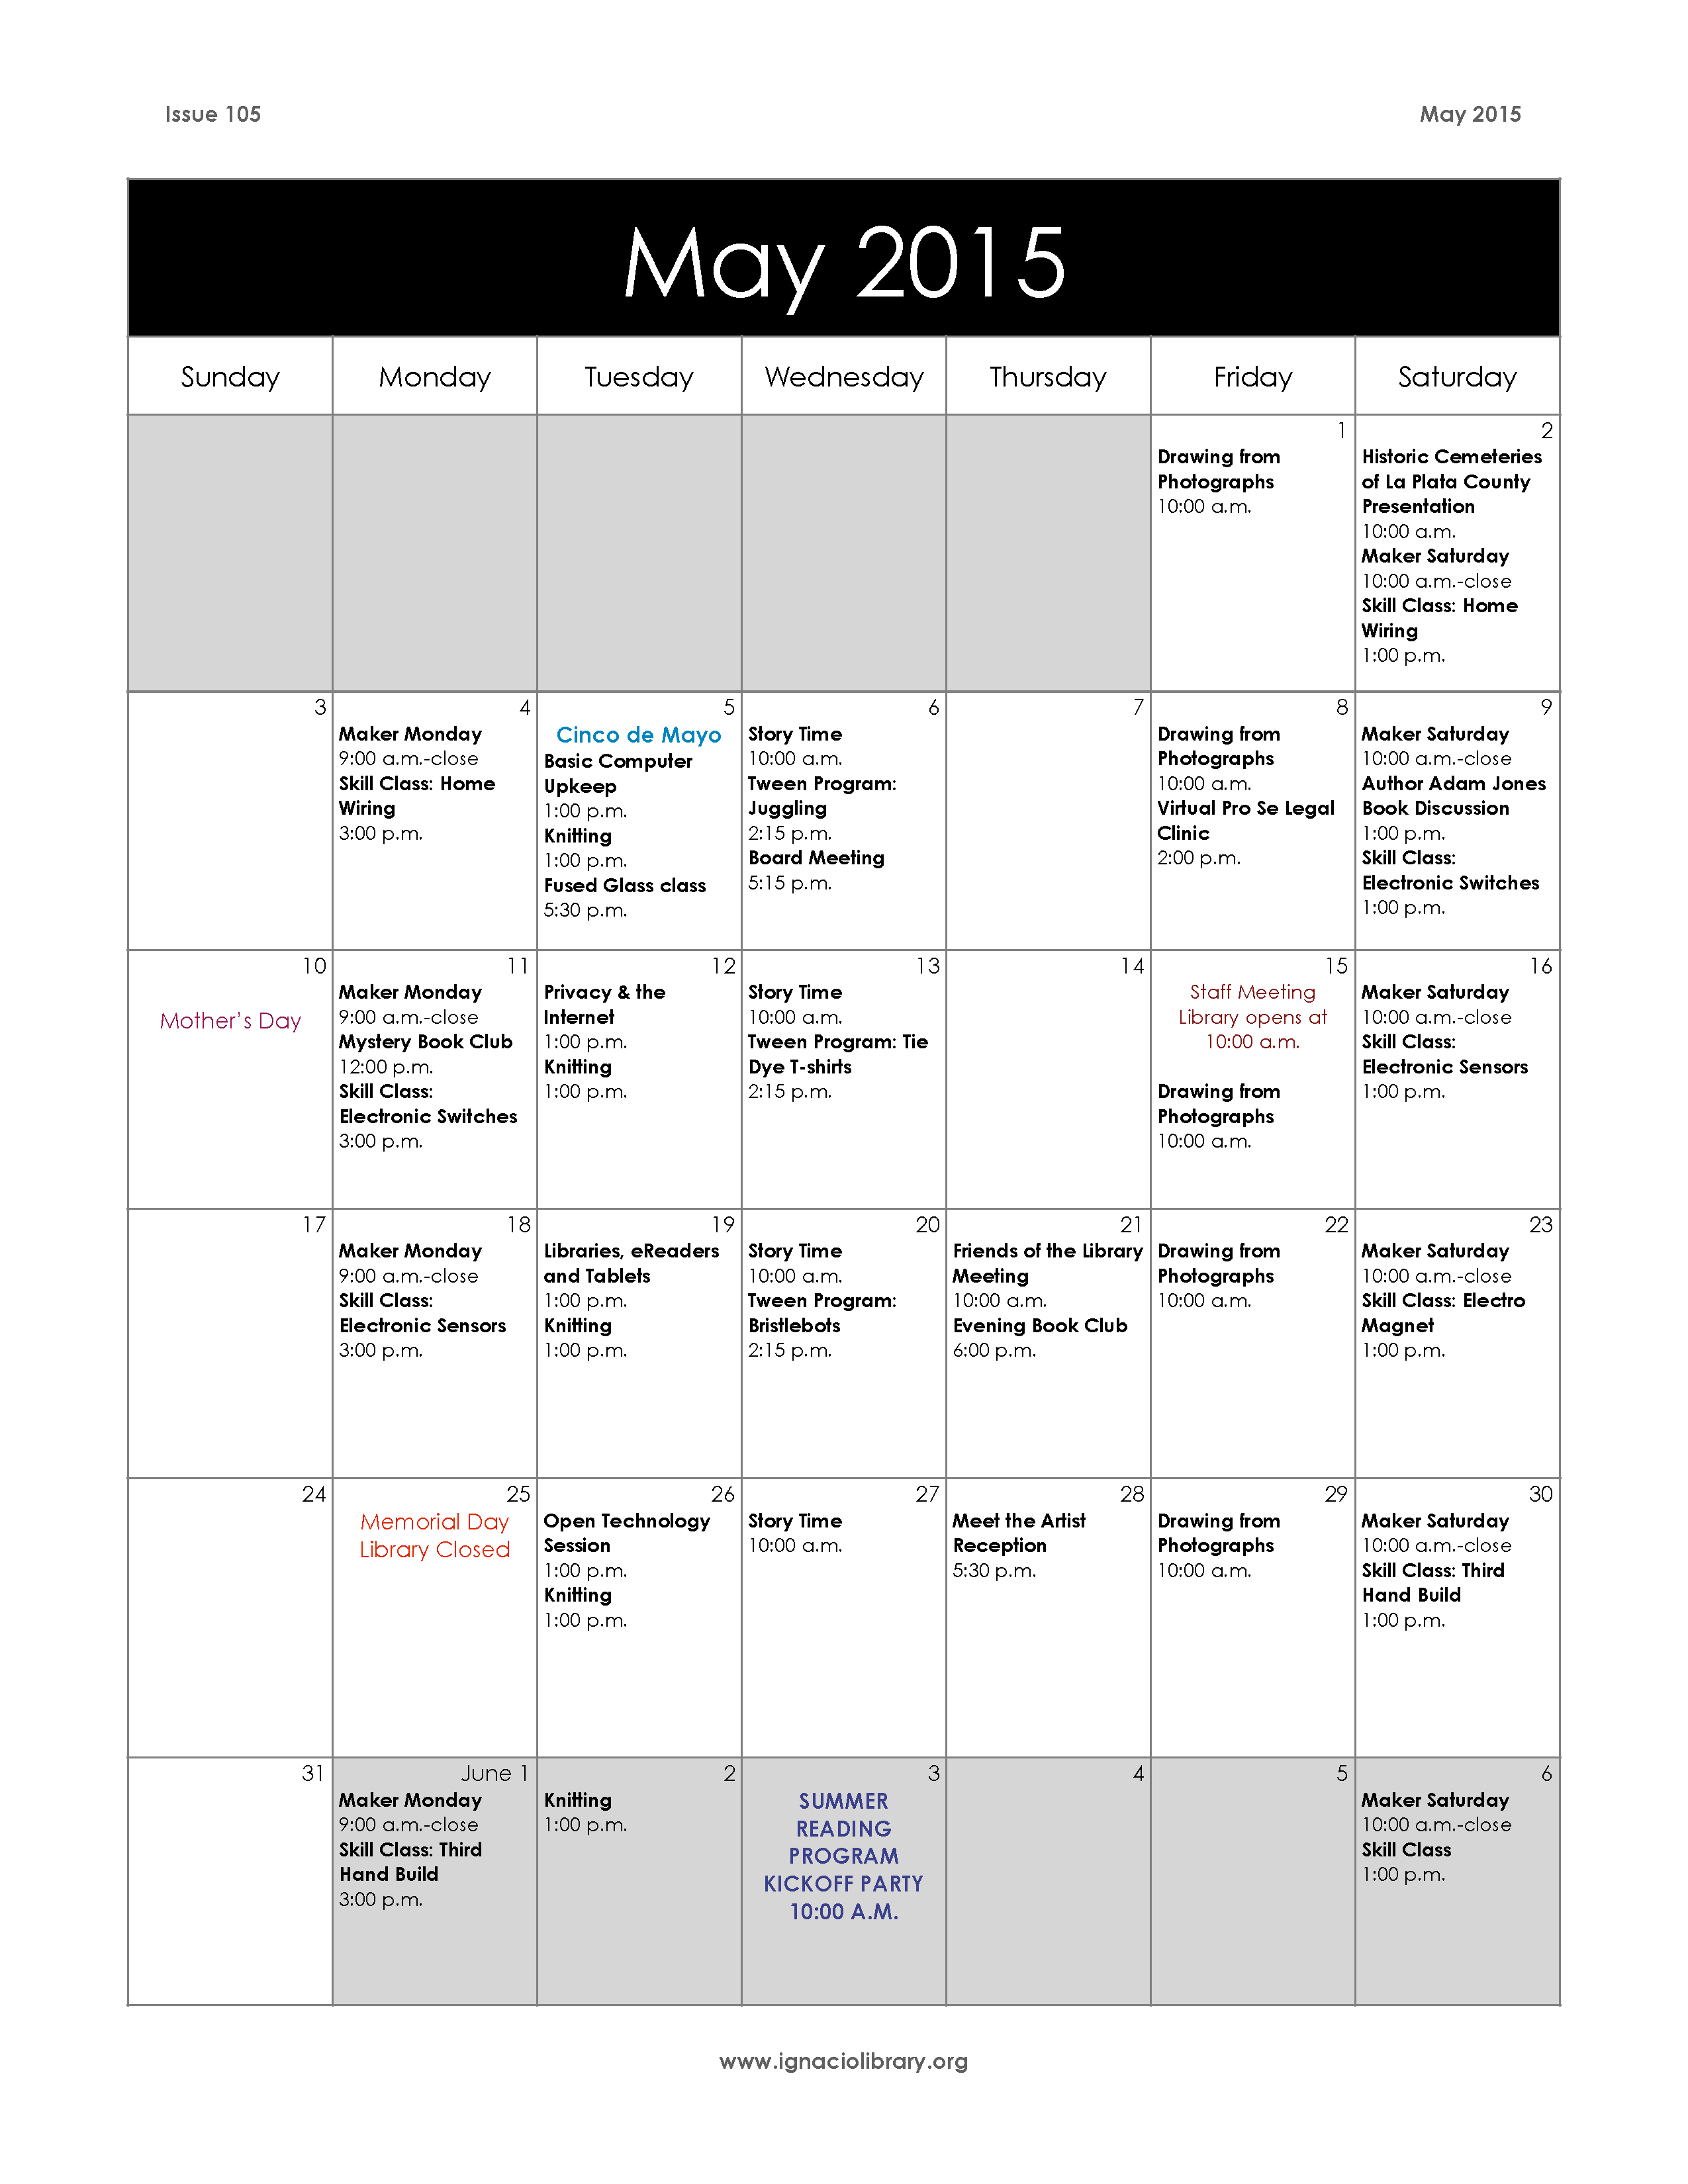 Issue 105
May 2015
May 2015
Sunday
Monday
Tuesday
Wednesday
Thursday
Friday
Saturday
1
Drawing from
Photographs
10:00 a.m.
2
Historic Cemeteries
of La Plata County
Presentation
10:00 a.m.
Maker Saturday
10:00 a.m.-close
Skill Class: Home
Wiring
1:00 p.m.
3
4
Maker Monday
9:00 a.m.-close
Skill Class: Home
Wiring
3:00 p.m.
5
Cinco de Mayo
Basic Computer
Upkeep
1:00 p.m.
Knitting
1:00 p.m.
Fused Glass class
5:30 p.m.
6
Story Time
10:00 a.m.
Tween Program:
Juggling
2:15 p.m.
Board Meeting
5:15 p.m.
7
8
Drawing from
Photographs
10:00 a.m.
Virtual Pro Se Legal
Clinic
2:00 p.m.
9
Maker Saturday
10:00 a.m.-close
Author Adam Jones
Book Discussion
1:00 p.m.
Skill Class:
Electronic Switches
1:00 p.m.
10
Mother's Day
11
Maker Monday
9:00 a.m.-close
Mystery Book Club
12:00 p.m.
Skill Class:
Electronic Switches
3:00 p.m.
12
Privacy & the
Internet
1:00 p.m.
Knitting
1:00 p.m.
13
Story Time
10:00 a.m.
Tween Program: Tie
Dye T-shirts
2:15 p.m.
14
15
Staff Meeting
Library opens at
10:00 a.m.
Drawing from
Photographs
10:00 a.m.
16
Maker Saturday
10:00 a.m.-close
Skill Class:
Electronic Sensors
1:00 p.m.
17
18
Maker Monday
9:00 a.m.-close
Skill Class:
Electronic Sensors
3:00 p.m.
19
Libraries, eReaders
and Tablets
1:00 p.m.
Knitting
1:00 p.m.
20
Story Time
10:00 a.m.
Tween Program:
Bristlebots
2:15 p.m.
21
Friends of the Library
Meeting
10:00 a.m.
Evening Book Club
6:00 p.m.
22
Drawing from
Photographs
10:00 a.m.
23
Maker Saturday
10:00 a.m.-close
Skill Class: Electro
Magnet
1:00 p.m.
24
25
Memorial Day
Library Closed
26
Open Technology
Session
1:00 p.m.
Knitting
1:00 p.m.
27
Story Time
10:00 a.m.
28
Meet the Artist
Reception
5:30 p.m.
29
Drawing from
Photographs
10:00 a.m.
30
Maker Saturday
10:00 a.m.-close
Skill Class: Third
Hand Build
1:00 p.m.
31
June 1
Maker Monday
9:00 a.m.-close
Skill Class: Third
Hand Build
3:00 p.m.
2
Knitting
1:00 p.m.
3
SUMMER
READING
PROGRAM
KICKOFF PARTY
10:00 A.M.
4
5
6
Maker Saturday
10:00 a.m.-close
Skill Class
1:00 p.m.
www.ignaciolibrary.org